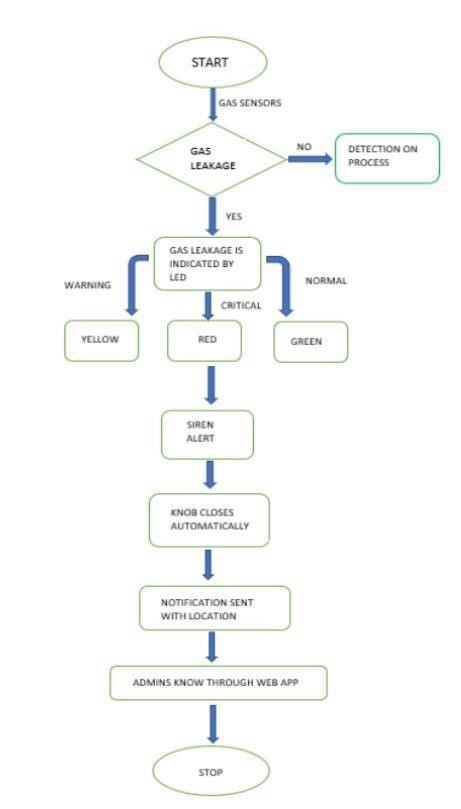 START
GAS SENSORS
GAS
LEAKAGE
NO
DETECTION ON
PROCESS
YES
GAS LEAKAGE IS
INDICATED BY
LED
WARNING
CRITICAL
NORMAL
YELLOW
RED
GREEN
SIREN
ALERT
KNOB CLOSES
AUTOMATICALLY
NOTIFICATION SENT
WITH LOCATION
ADMINS KNOW THROUGH WEB APP
STOP